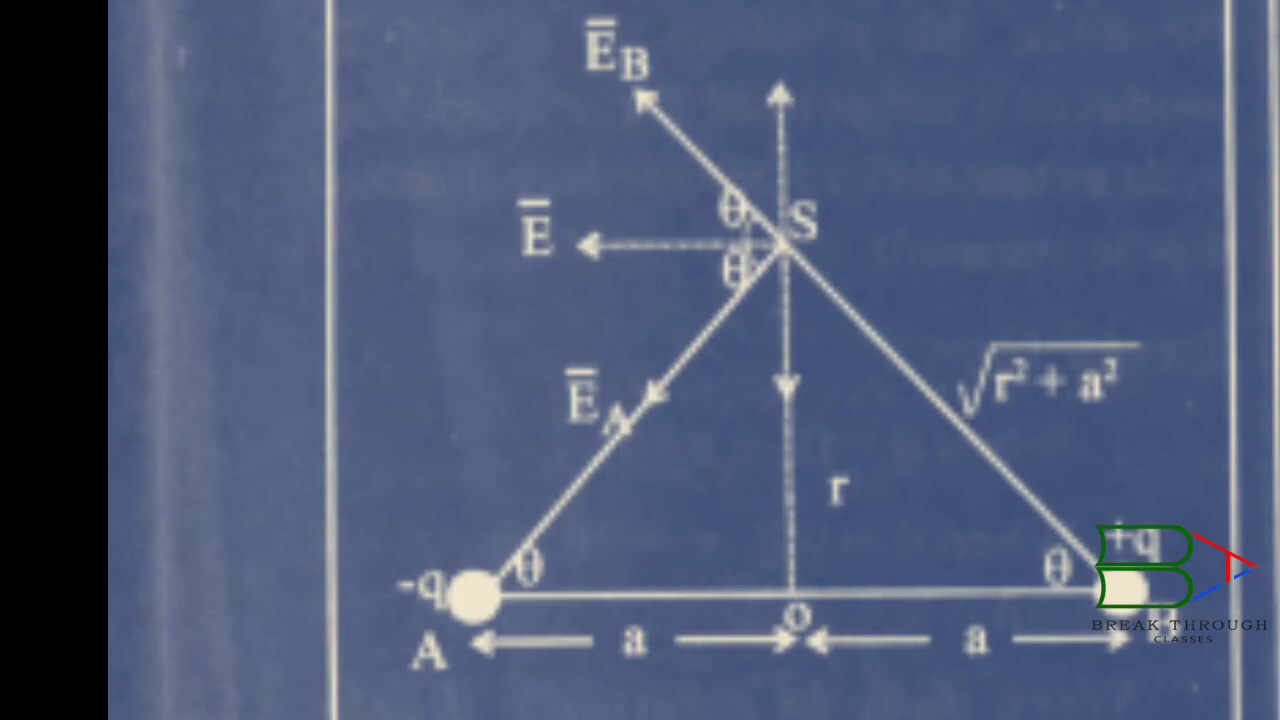 E̅B
θ
S
E̅
θ
√r² + a²
E̅A
r
+q
θ
θ
-q
O
BREAK THROUGH
CLASSES
A
a
a